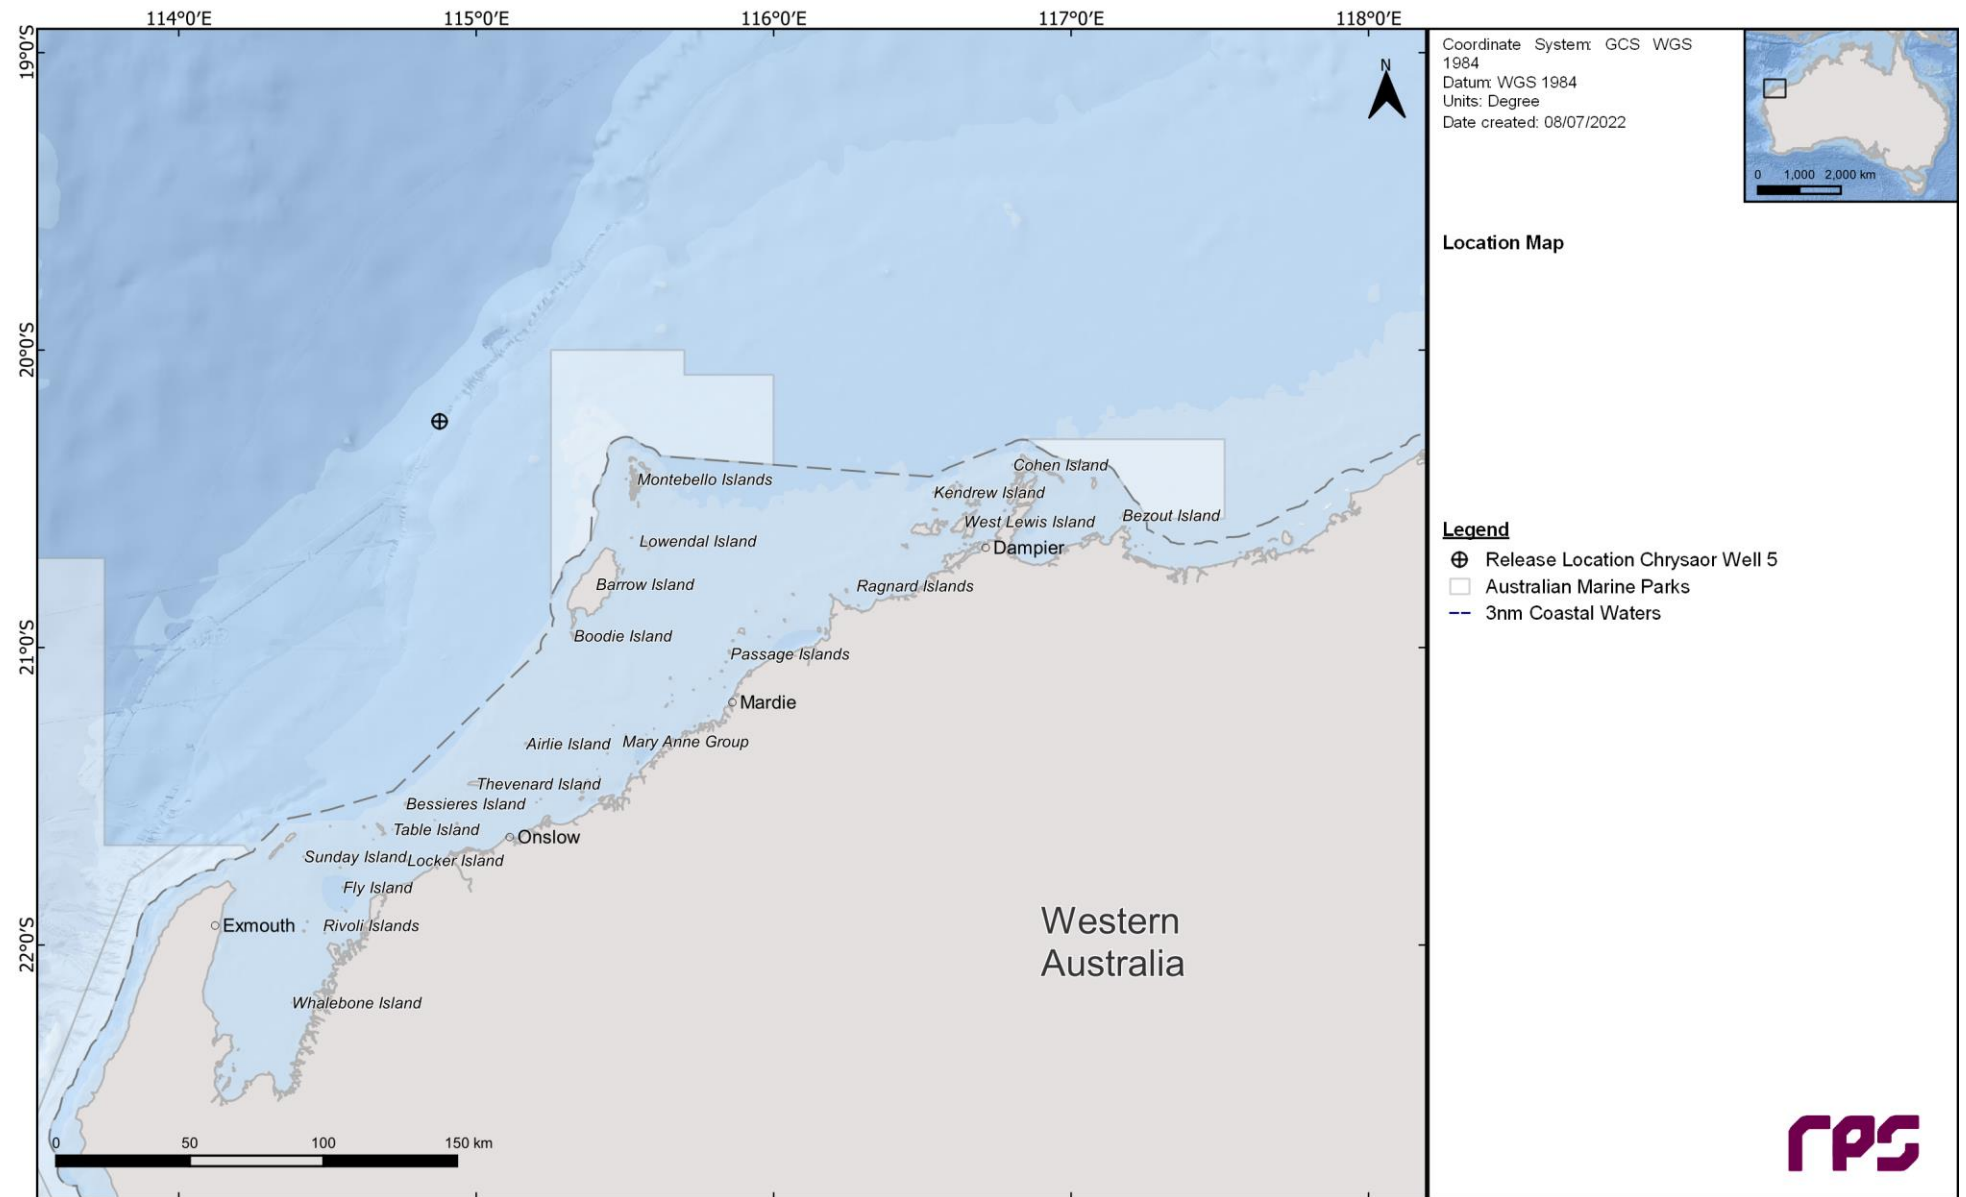 114°0'E 115°0'E 116°0'E 117°0'E 118°0'E
19°0'S
20°0'S
21°0'S
22°0'S
N
Cohen Island
Montebello Islands
Kendrew Island
Bezout Island
West Lewis Island
Lowendal Island
Dampier
Barrow Island
Ragnard Islands
Boodie Island
Passage Islands
Mardie
Airlie Island
Mary Anne Group
Thevenard Island
Bessieres Island
Table Island
Onslow
Sunday Island
Locker Island
Fly Island
Exmouth
Rivoli Islands
Western
Australia
Whalebone Island
0 50 100 150 km
Coordinate System: GCS WGS
1984
Datum: WGS 1984
Units: Degree
Date created: 08/07/2022
0 1,000 2,000 km
Location Map
Legend
Release Location Chrysaor Well 5
Australian Marine Parks
3nm Coastal Waters
rps